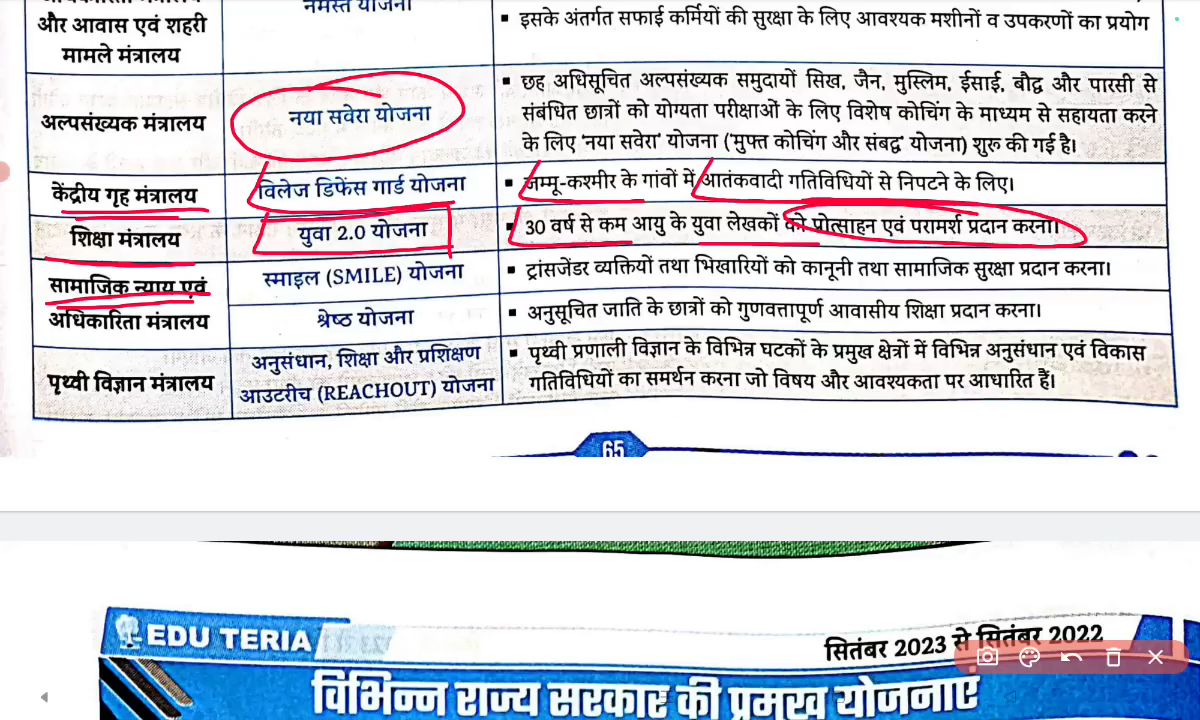 और आवास एवं शहरी
मामले मंत्रालय
नमस्ते योजना
▪ इसके अंतर्गत सफाई कर्मियों की सुरक्षा के लिए आवश्यक मशीनों व उपकरणों का प्रयोग
अल्पसंख्यक मंत्रालय
नया सवेरा योजना
▪ छह अधिसूचित अल्पसंख्यक समुदायों सिख, जैन, मुस्लिम, ईसाई, बौद्ध और पारसी से
संबंधित छात्रों को योग्यता परीक्षाओं के लिए विशेष कोचिंग के माध्यम से सहायता करने
के लिए 'नया सवेरा' योजना ('मुफ्त कोचिंग और संबद्ध' योजना) शुरू की गई है।
केंद्रीय गृह मंत्रालय
विलेज डिफेंस गार्ड योजना
▪ जम्मू-कश्मीर के गांवों में आतंकवादी गतिविधियों से निपटने के लिए।
शिक्षा मंत्रालय
युवा 2.0 योजना
▪ 30 वर्ष से कम आयु के युवा लेखकों को प्रोत्साहन एवं परामर्श प्रदान करना।
सामाजिक न्याय एवं
अधिकारिता मंत्रालय
स्माइल (SMILE) योजना
▪ ट्रांसजेंडर व्यक्तियों तथा भिखारियों को कानूनी तथा सामाजिक सुरक्षा प्रदान करना।
श्रेष्ठ योजना
▪ अनुसूचित जाति के छात्रों को गुणवत्तापूर्ण आवासीय शिक्षा प्रदान करना।
पृथ्वी विज्ञान मंत्रालय
अनुसंधान, शिक्षा और प्रशिक्षण
आउटरीच (REACHOUT) योजना
▪ पृथ्वी प्रणाली विज्ञान के विभिन्न घटकों के प्रमुख क्षेत्रों में विभिन्न अनुसंधान एवं विकास
गतिविधियों का समर्थन करना जो विषय और आवश्यकता पर आधारित हैं।
65
EDU TERIA
सितंबर 2023 से सितंबर 2022
विभिन्न राज्य सरकार की प्रमुख योजनाएं